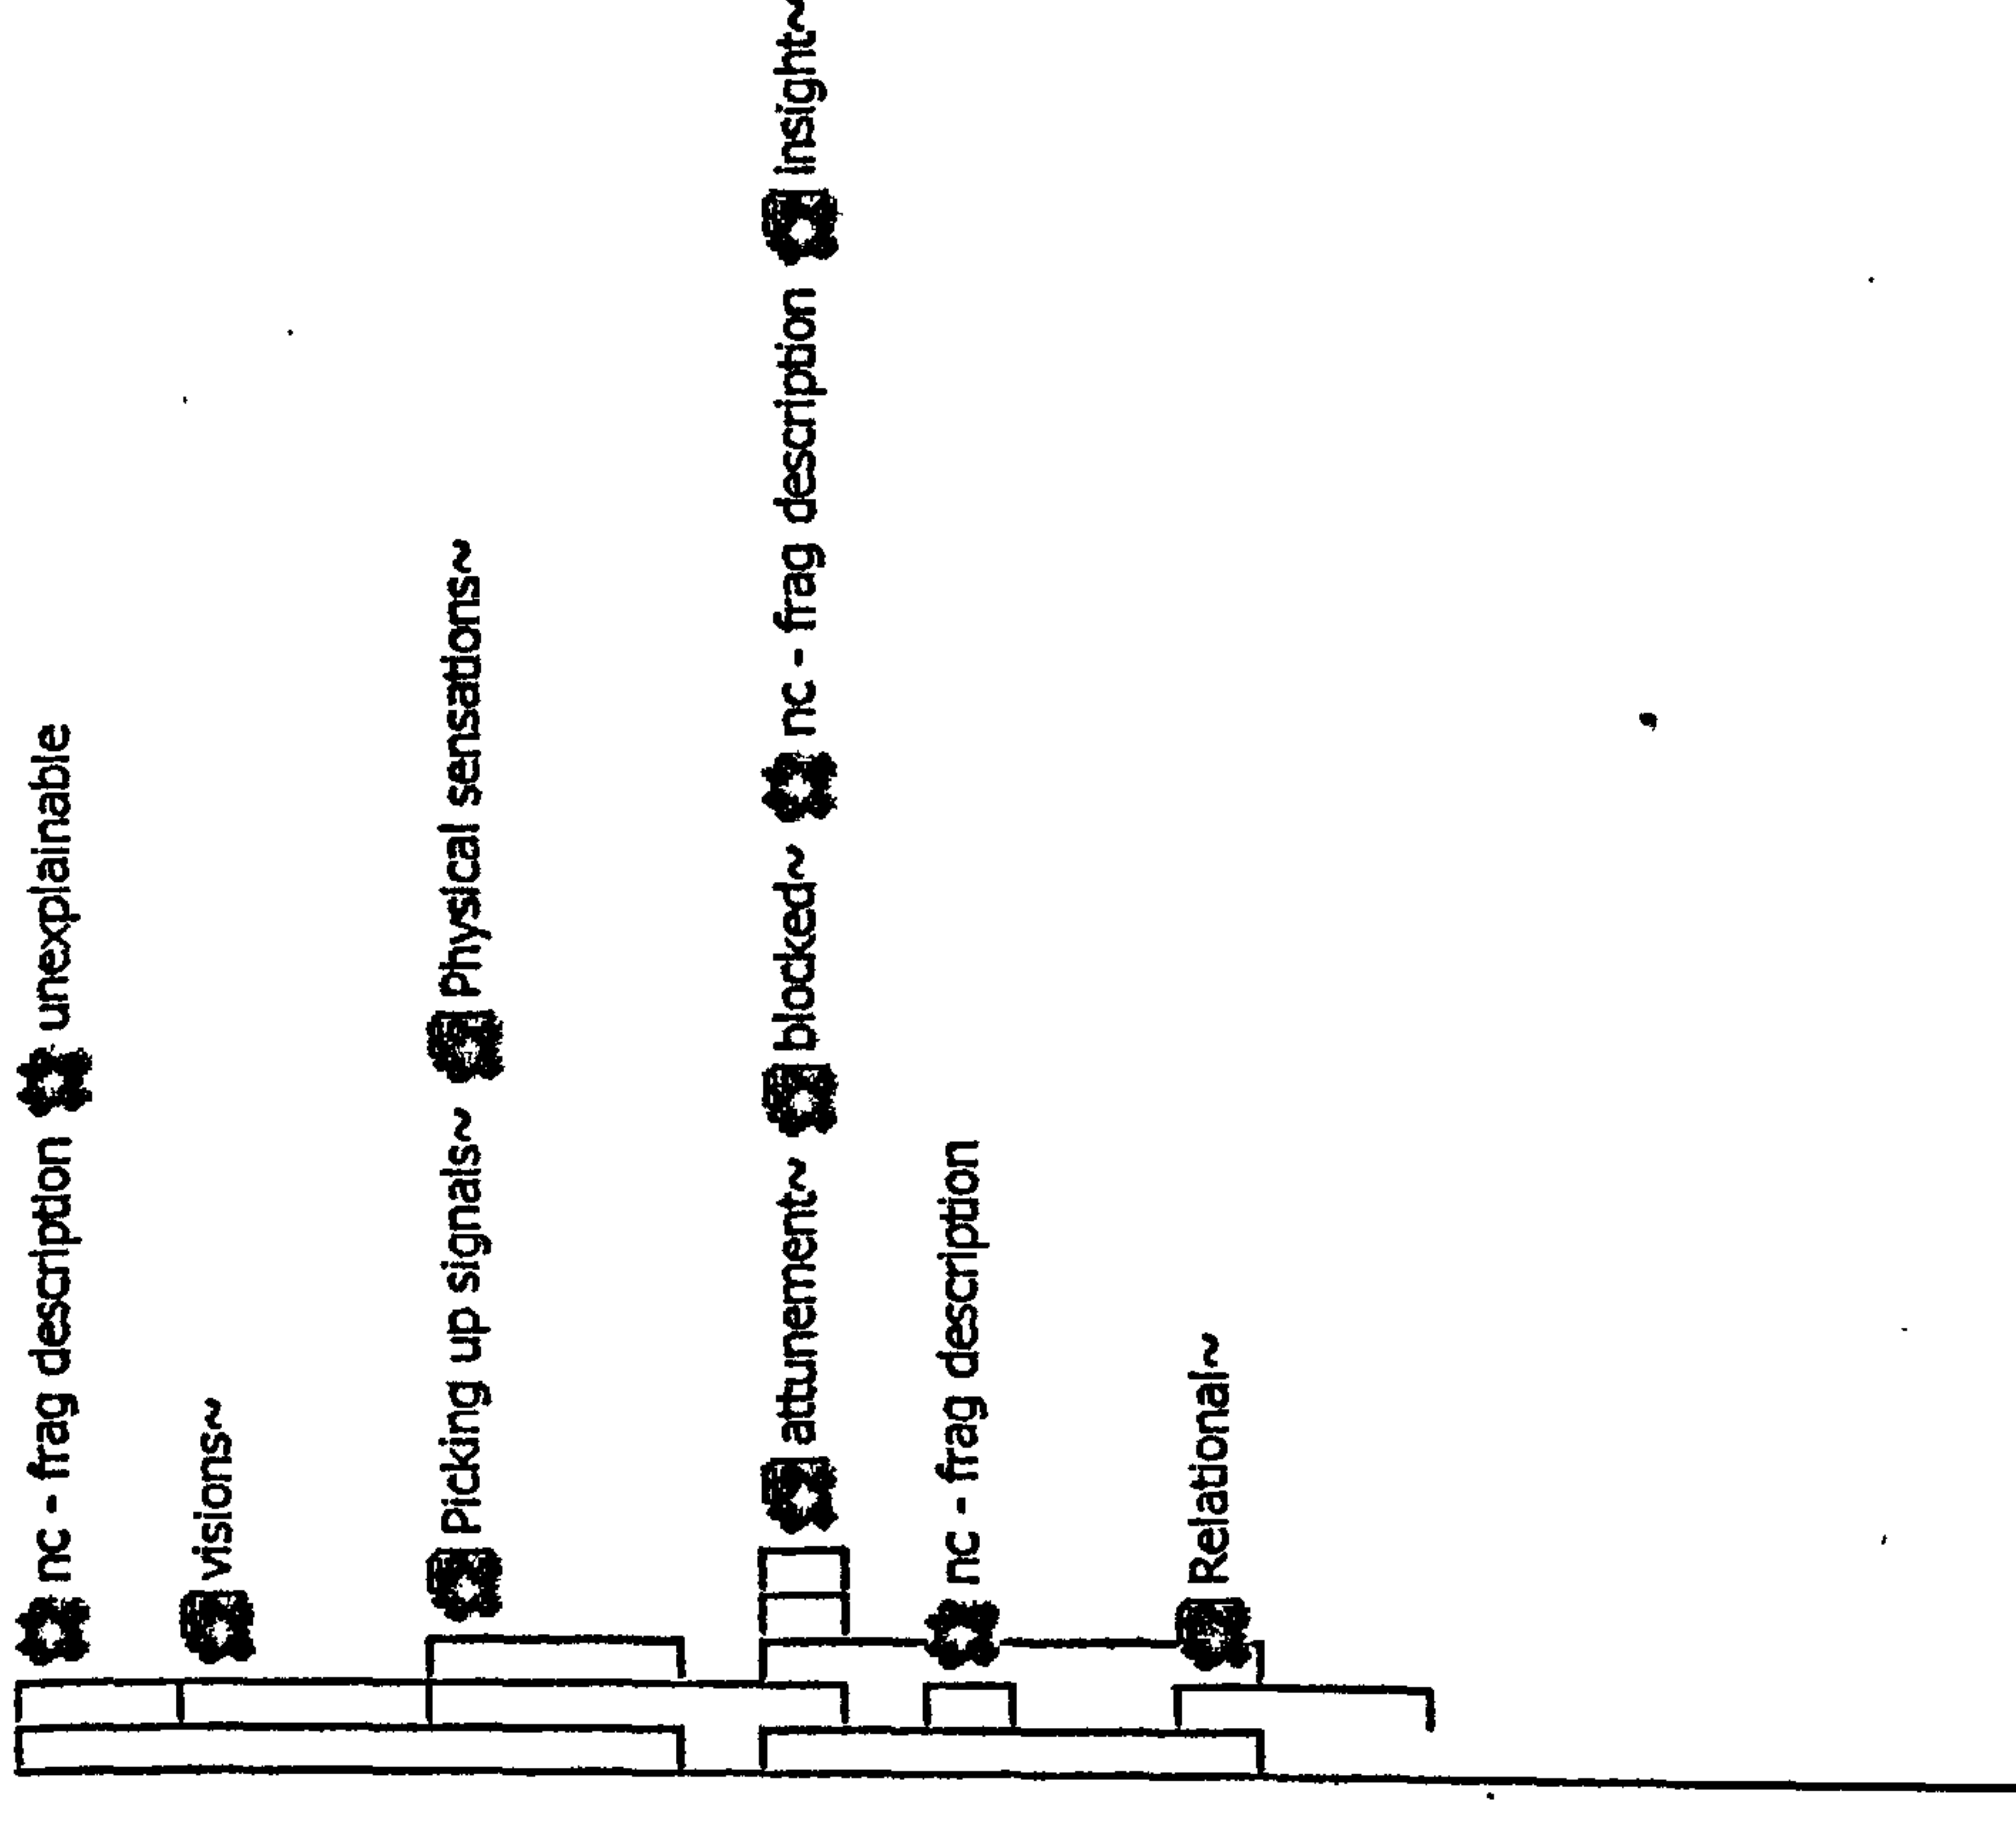 nc - frag description unexplainable
visions~
Picking up signals~ Physical sensations~
attunement~ blocked~ nc - frag description Insight~
nc - frag description
Relational~